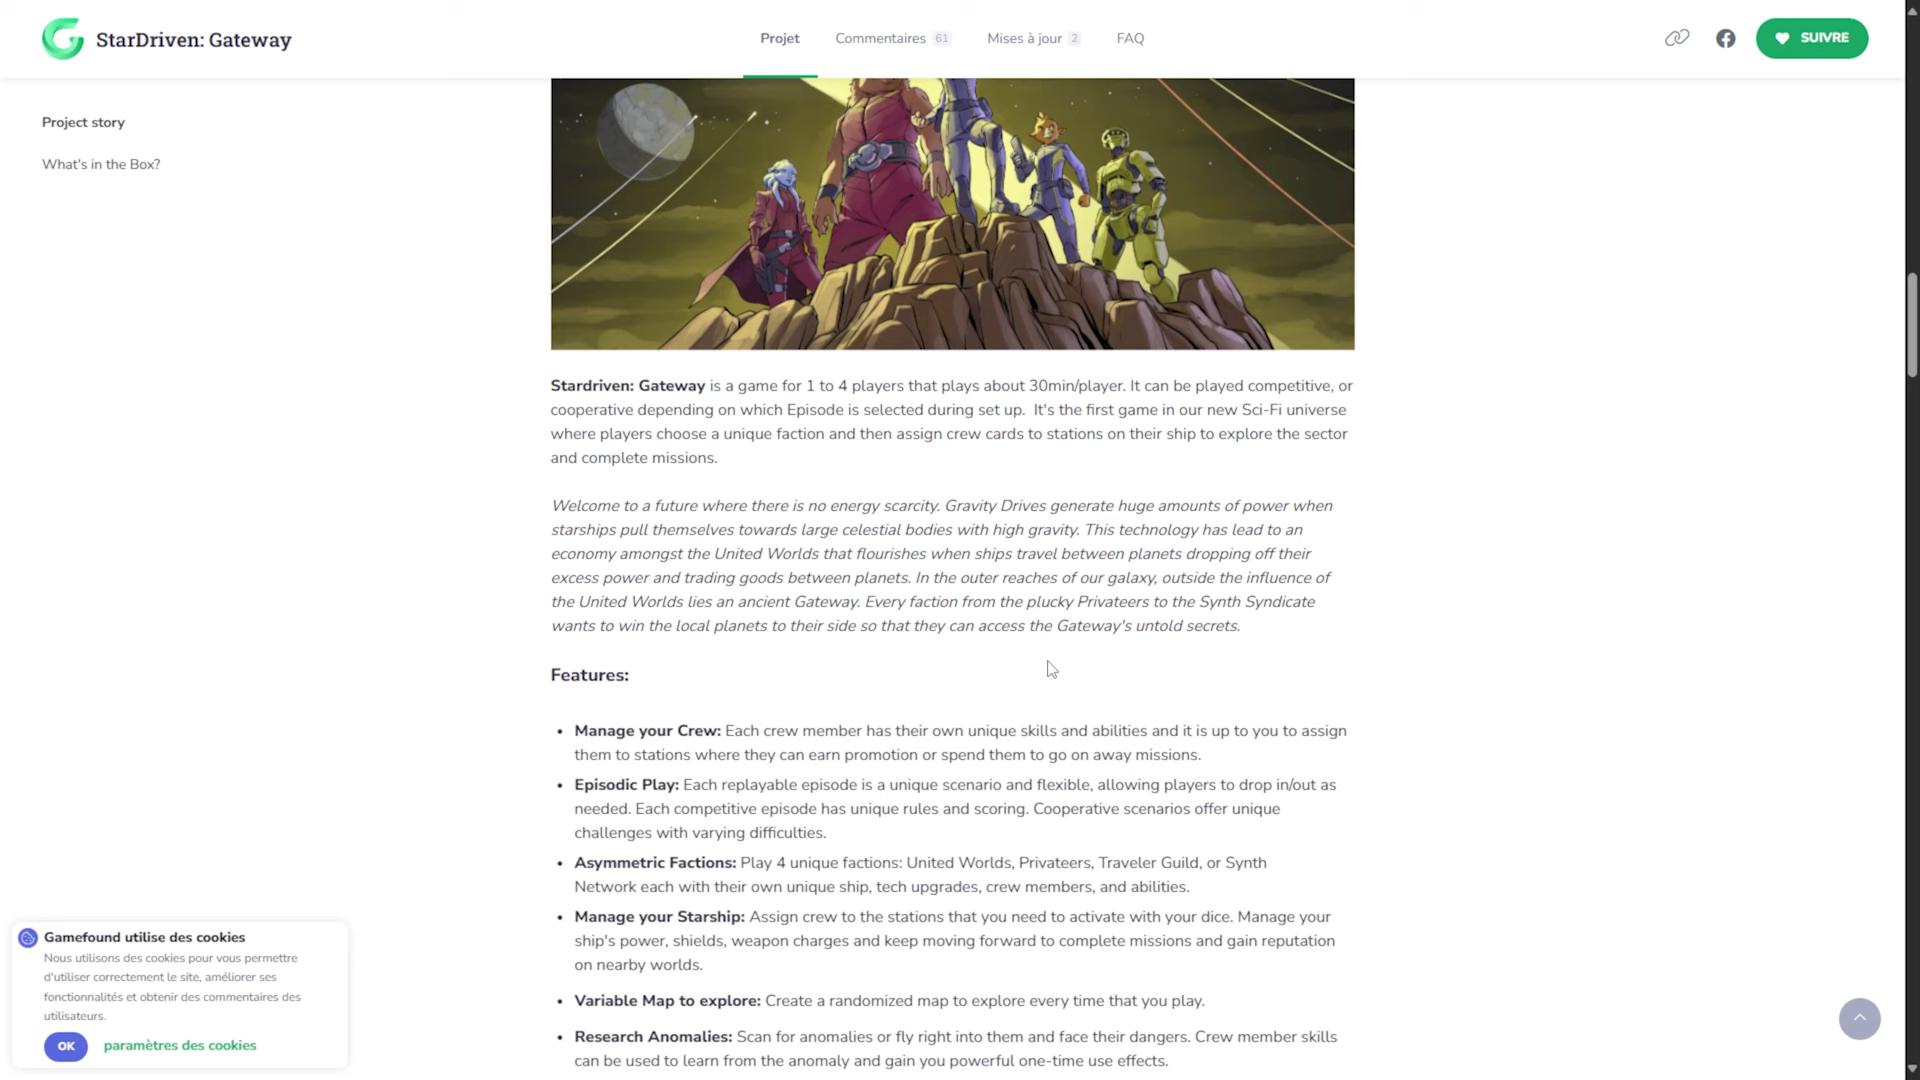 StarDriven: Gateway
Projet
Commentaires 61
Mises à jour 2
FAQ
SUIVRE
Project story
What's in the Box?
Stardriven: Gateway is a game for 1 to 4 players that plays about 30min/player. It can be played competitive, or
cooperative depending on which Episode is selected during set up.  It's the first game in our new Sci-Fi universe
where players choose a unique faction and then assign crew cards to stations on their ship to explore the sector
and complete missions.
Welcome to a future where there is no energy scarcity. Gravity Drives generate huge amounts of power when
starships pull themselves towards large celestial bodies with high gravity. This technology has lead to an
economy amongst the United Worlds that flourishes when ships travel between planets dropping off their
excess power and trading goods between planets. In the outer reaches of our galaxy, outside the influence of
the United Worlds lies an ancient Gateway. Every faction from the plucky Privateers to the Synth Syndicate
wants to win the local planets to their side so that they can access the Gateway's untold secrets.
Features:
• Manage your Crew: Each crew member has their own unique skills and abilities and it is up to you to assign
them to stations where they can earn promotion or spend them to go on away missions.
• Episodic Play: Each replayable episode is a unique scenario and flexible, allowing players to drop in/out as
needed. Each competitive episode has unique rules and scoring. Cooperative scenarios offer unique
challenges with varying difficulties.
• Asymmetric Factions: Play 4 unique factions: United Worlds, Privateers, Traveler Guild, or Synth
Network each with their own unique ship, tech upgrades, crew members, and abilities.
• Manage your Starship: Assign crew to the stations that you need to activate with your dice. Manage your
ship's power, shields, weapon charges and keep moving forward to complete missions and gain reputation
on nearby worlds.
• Variable Map to explore: Create a randomized map to explore every time that you play.
• Research Anomalies: Scan for anomalies or fly right into them and face their dangers. Crew member skills
can be used to learn from the anomaly and gain you powerful one-time use effects.
Gamefound utilise des cookies
Nous utilisons des cookies pour vous permettre
d'utiliser correctement le site, améliorer ses
fonctionnalités et obtenir des commentaires des
utilisateurs.
OK
paramètres des cookies